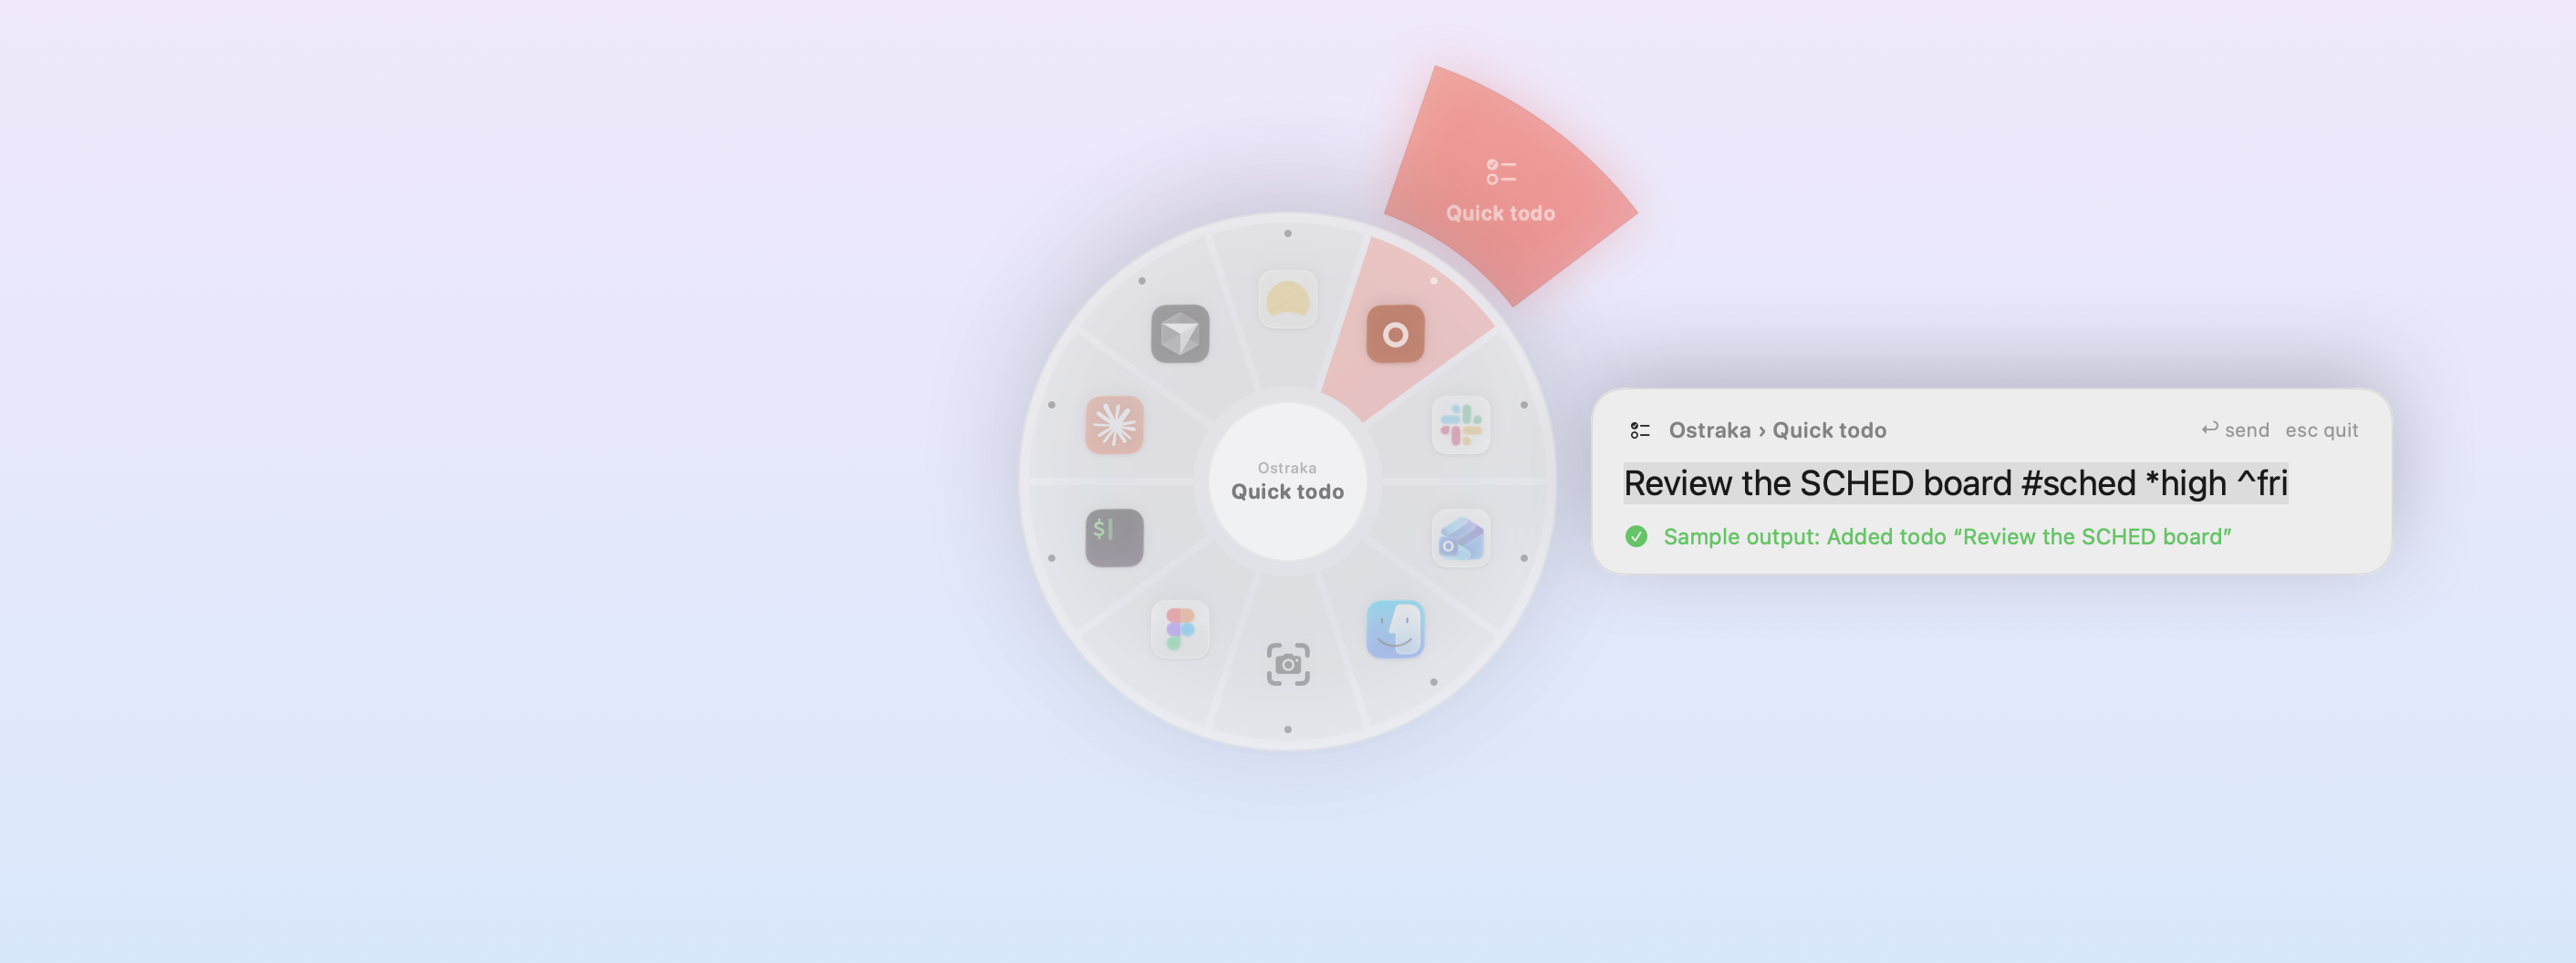 Quick todo
$
Ostraka
Quick todo
Ostraka › Quick todo
↩ send esc quit
Review the SCHED board #sched *high ^fri
Sample output: Added todo “Review the SCHED board”